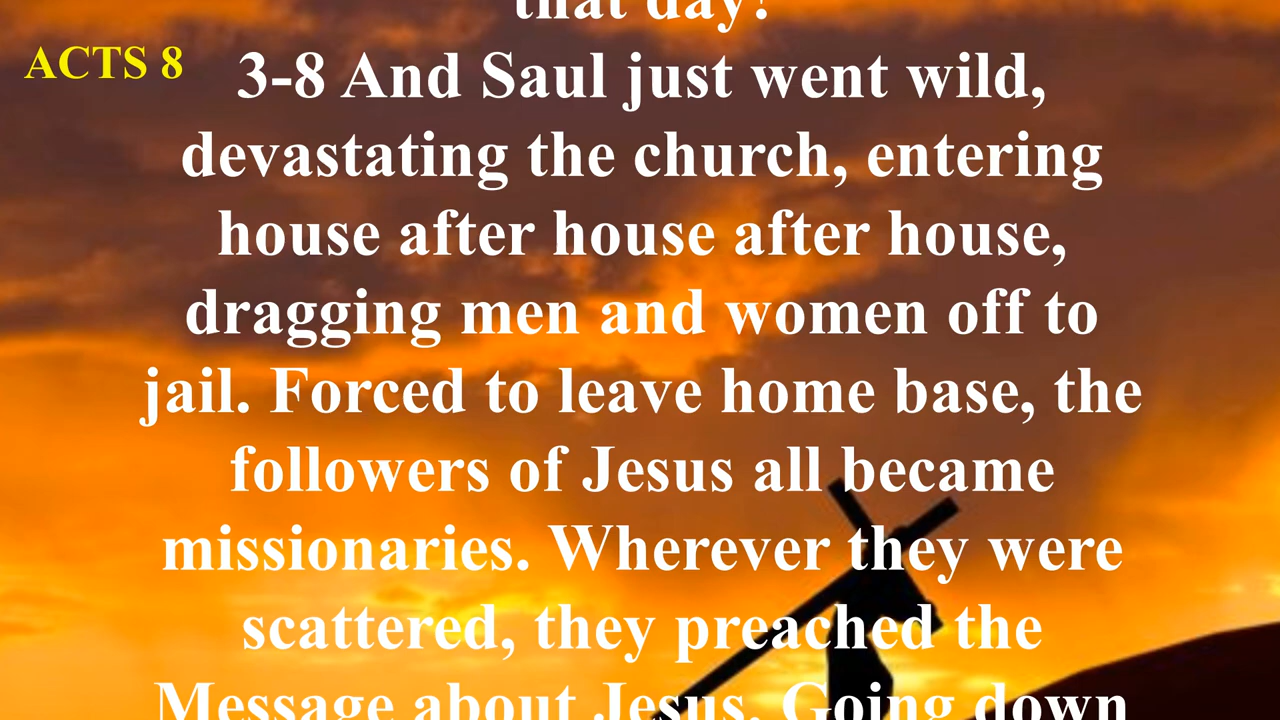 that day!
ACTS 8
3-8 And Saul just went wild,
devastating the church, entering
house after house after house,
dragging men and women off to
jail. Forced to leave home base, the
followers of Jesus all became
missionaries. Wherever they were
scattered, they preached the
Message about Jesus. Going down